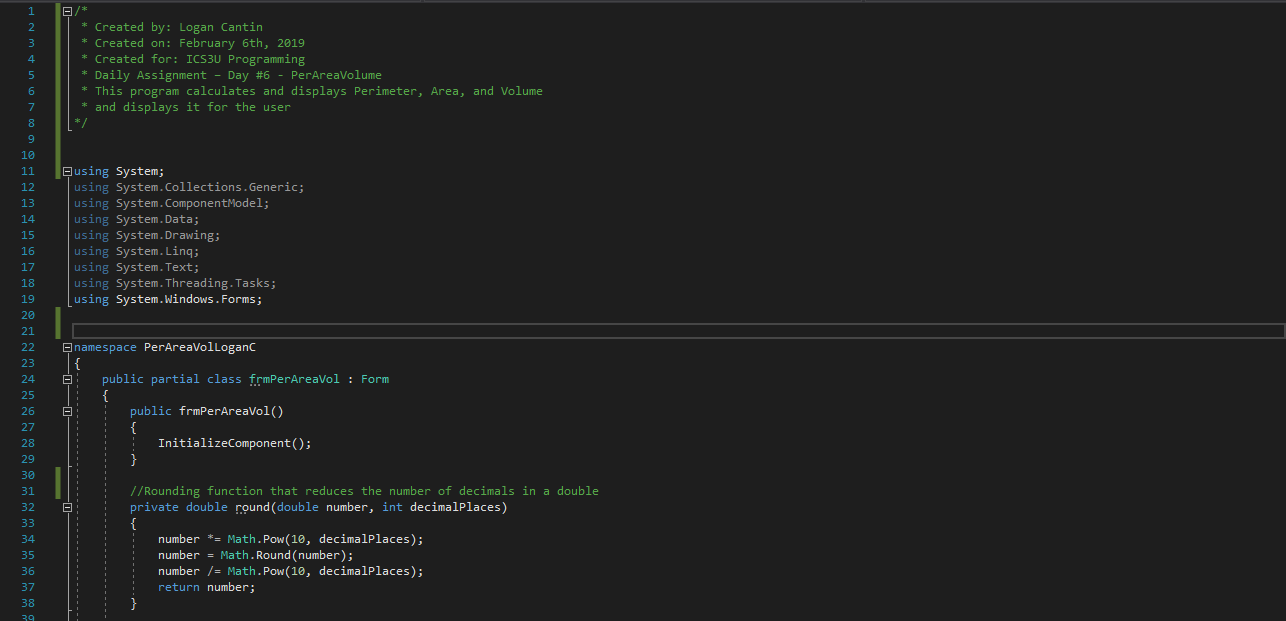 1 /*
2  * Created by: Logan Cantin
3  * Created on: February 6th, 2019
4  * Created for: ICS3U Programming
5  * Daily Assignment – Day #6 - PerAreaVolume
6  * This program calculates and displays Perimeter, Area, and Volume
7  * and displays it for the user
8 */
9
10
11 using System;
12 using System.Collections.Generic;
13 using System.ComponentModel;
14 using System.Data;
15 using System.Drawing;
16 using System.Linq;
17 using System.Text;
18 using System.Threading.Tasks;
19 using System.Windows.Forms;
20
21
22 namespace PerAreaVolLoganC
23 {
24     public partial class frmPerAreaVol : Form
25     {
26         public frmPerAreaVol()
27         {
28             InitializeComponent();
29         }
30
31         //Rounding function that reduces the number of decimals in a double
32         private double round(double number, int decimalPlaces)
33         {
34             number *= Math.Pow(10, decimalPlaces);
35             number = Math.Round(number);
36             number /= Math.Pow(10, decimalPlaces);
37             return number;
38         }
39